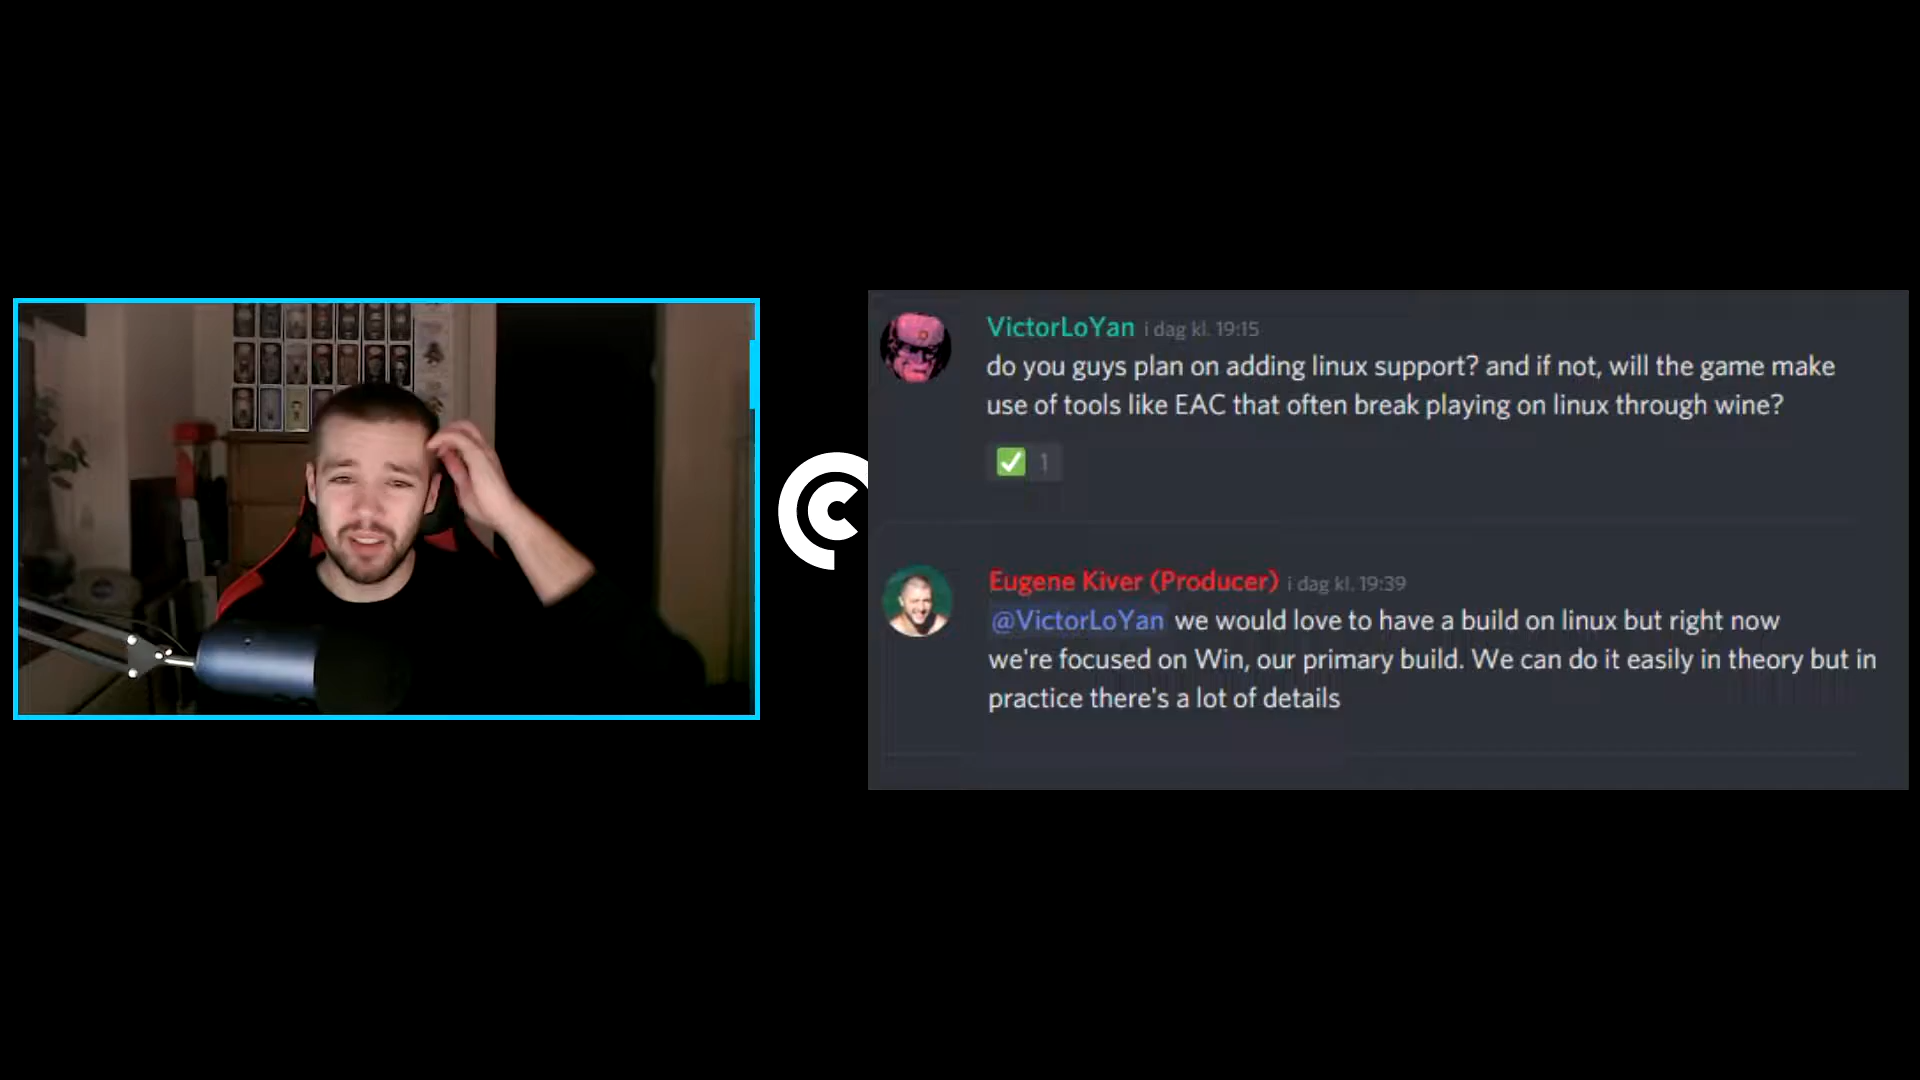 VictorLoYan i dag kl. 19:15
do you guys plan on adding linux support? and if not, will the game make
use of tools like EAC that often break playing on linux through wine?
1
Eugene Kiver (Producer) i dag kl. 19:39
@VictorLoYan we would love to have a build on linux but right now
we're focused on Win, our primary build. We can do it easily in theory but in
practice there's a lot of details